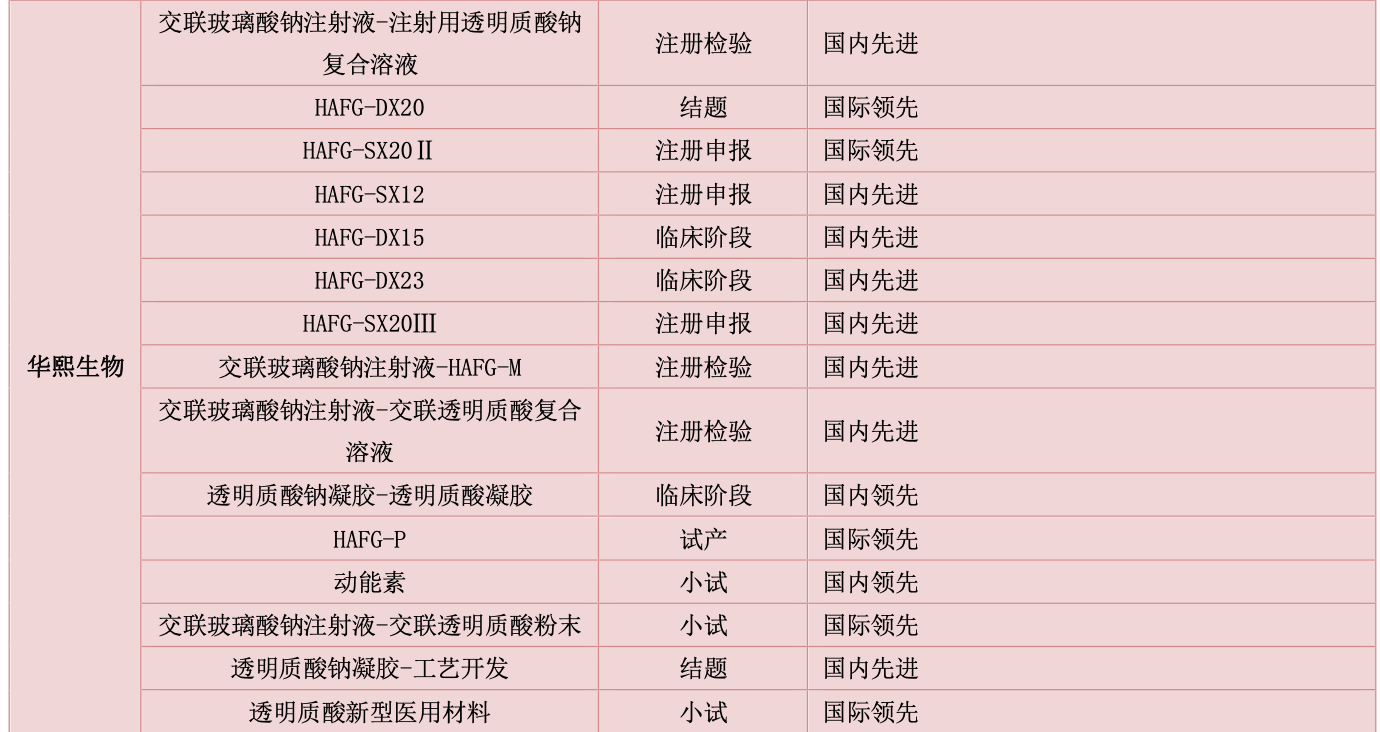 交联玻璃酸钠注射液-注射用透明质酸钠
复合溶液
注册检验
国内先进
HAFG-DX20
结题
国际领先
HAFG-SX20Ⅱ
注册申报
国际领先
HAFG-SX12
注册申报
国内先进
HAFG-DX15
临床阶段
国内先进
HAFG-DX23
临床阶段
国内先进
HAFG-SX20Ⅲ
注册申报
国内先进
华熙生物
交联玻璃酸钠注射液-HAFG-M
注册检验
国内先进
交联玻璃酸钠注射液-交联透明质酸复合
溶液
注册检验
国内先进
透明质酸钠凝胶-透明质酸凝胶
临床阶段
国内领先
HAFG-P
试产
国际领先
动能素
小试
国内领先
交联玻璃酸钠注射液-交联透明质酸粉末
小试
国际领先
透明质酸钠凝胶-工艺开发
结题
国内先进
透明质酸新型医用材料
小试
国际领先